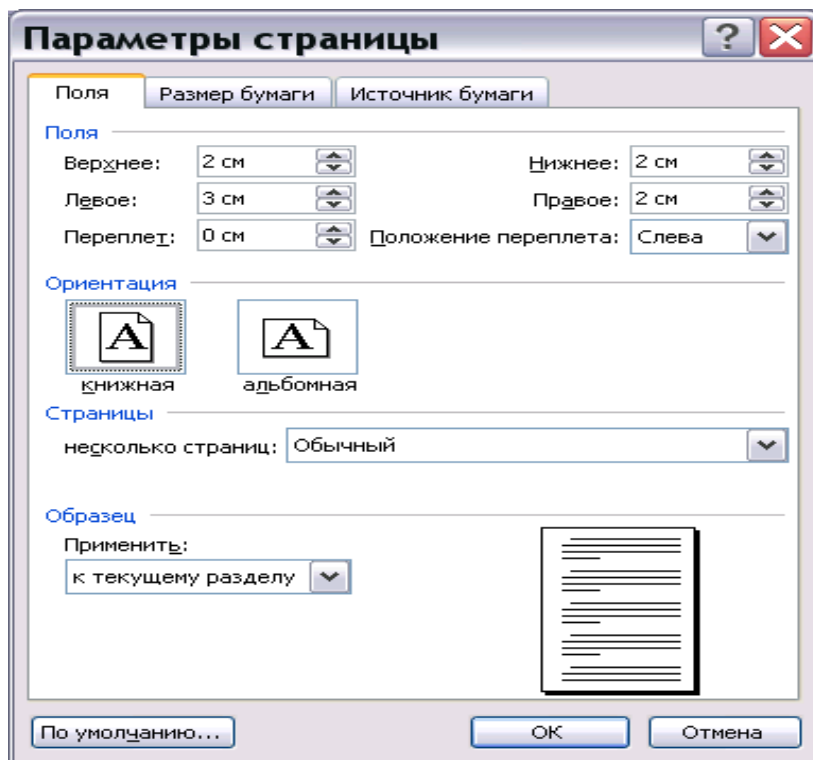 Параметры страницы
Поля Размер бумаги Источник бумаги
Поля
Верхнее: 2 см Нижнее: 2 см
Левое: 3 см Правое: 2 см
Переплет: 0 см Положение переплета: Слева
Ориентация
A A
книжная альбомная
Страницы
несколько страниц: Обычный
Образец
Применить:
к текущему разделу
По умолчанию... ОК Отмена